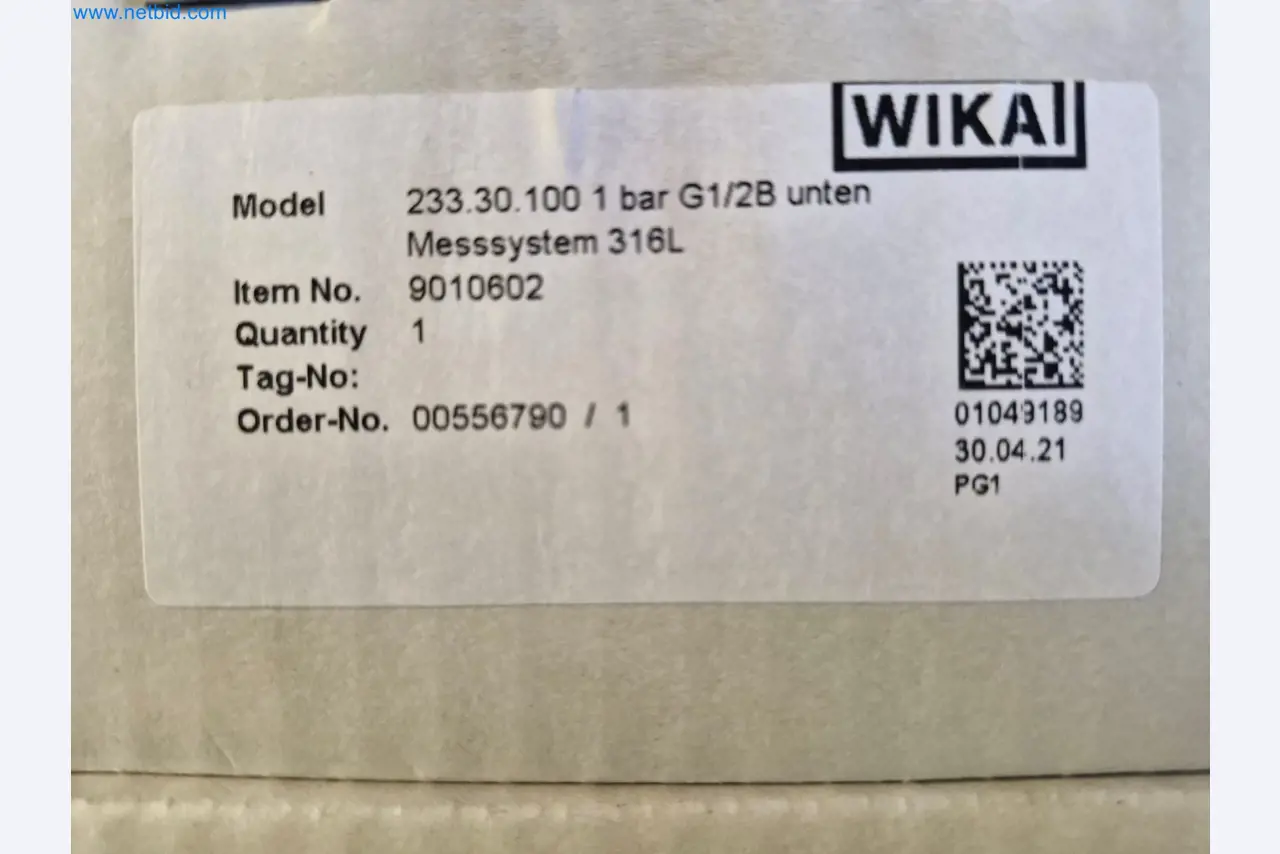 www.netbid.com
WIKA
Model 233.30.100 1 bar G1/2B unten
Messsystem 316L
Item No. 9010602
Quantity 1
Tag-No:
Order-No. 00556790 / 1
01049189
30.04.21
PG1